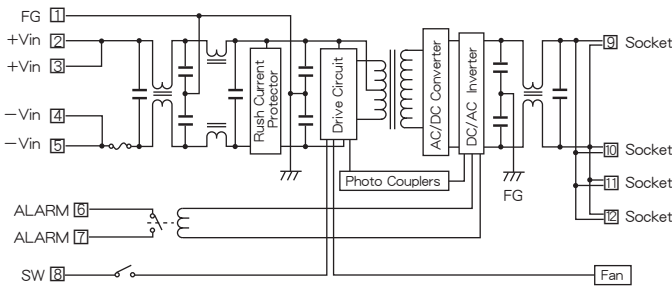 FG 1
+Vin 2
+Vin 3
−Vin 4
−Vin 5
ALARM 6
ALARM 7
SW 8
Rush Current
Protector
Drive Circuit
Photo Couplers
AC/DC Converter
DC/AC Inverter
FG
Fan
9 Socket
10 Socket
11 Socket
12 Socket